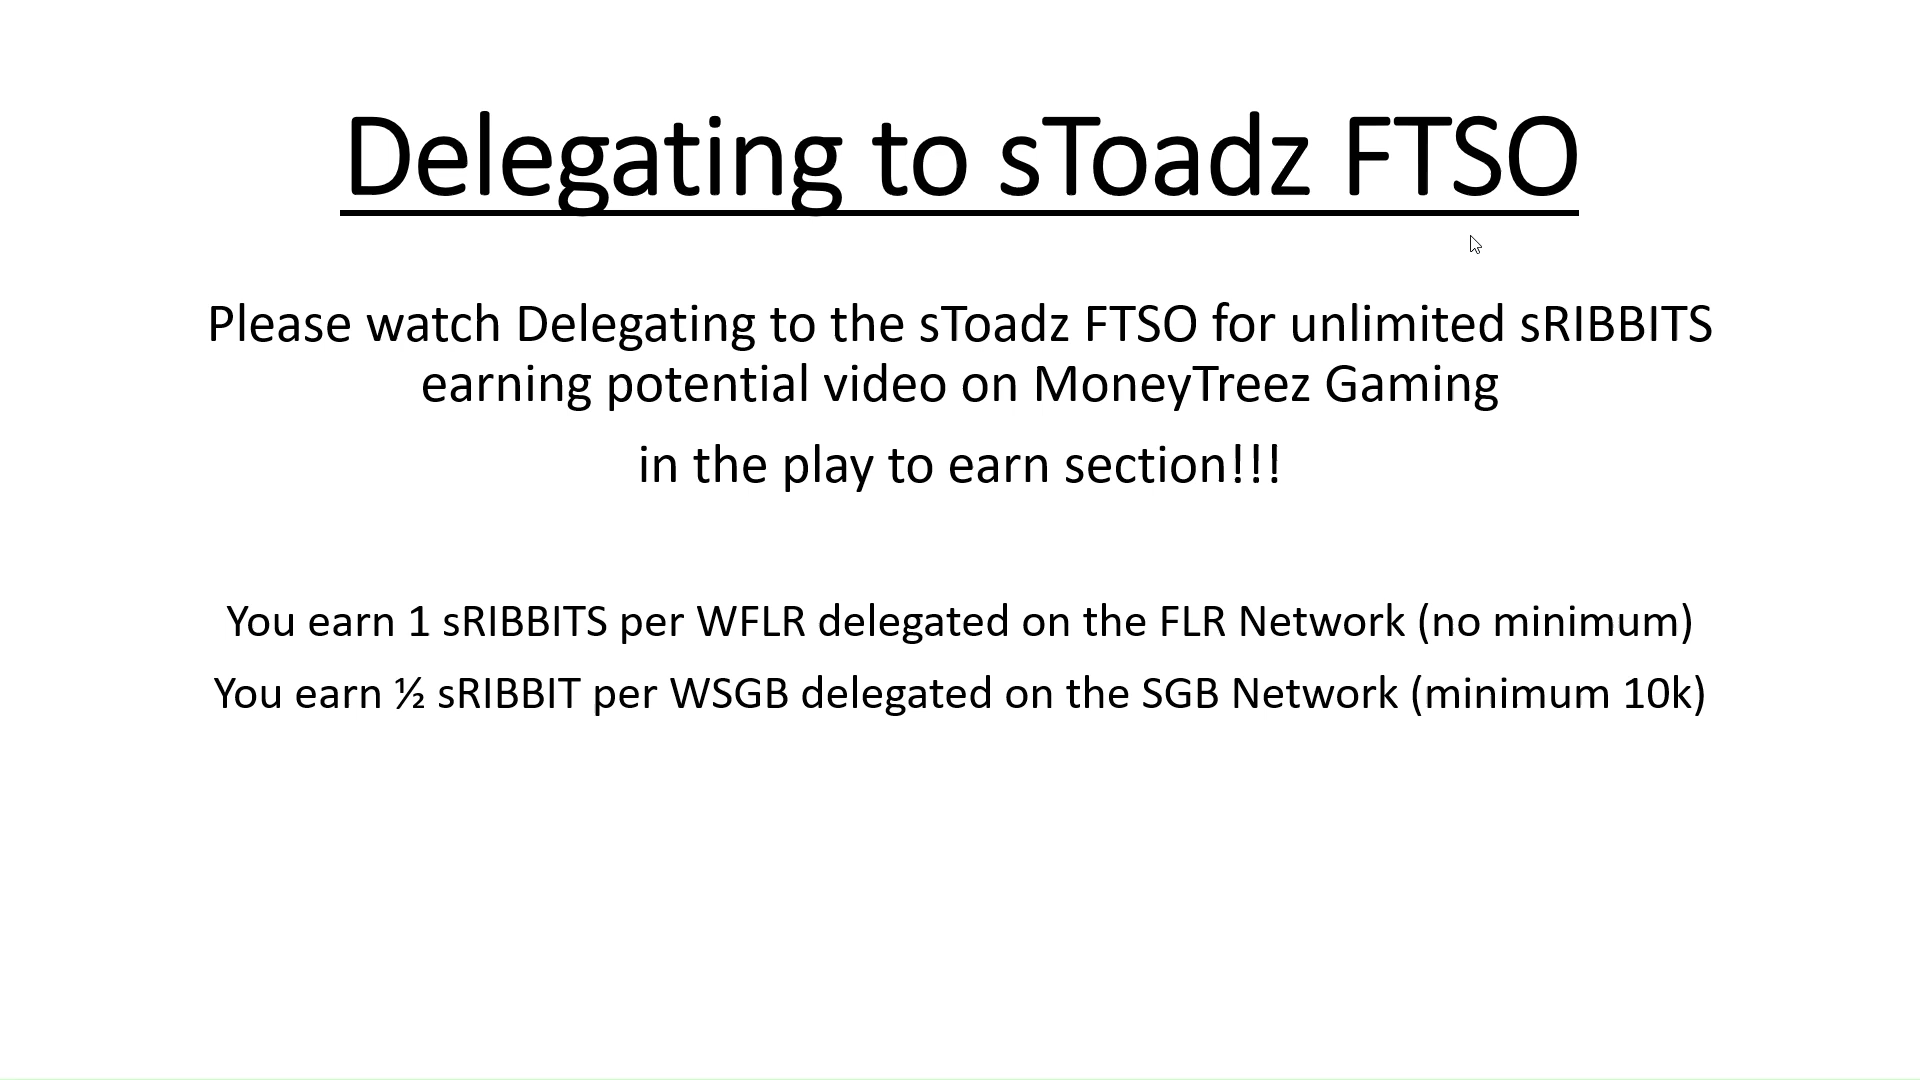 Delegating to sToadz FTSO
Please watch Delegating to the sToadz FTSO for unlimited sRIBBITS
earning potential video on MoneyTreez Gaming
in the play to earn section!!!
You earn 1 sRIBBITS per WFLR delegated on the FLR Network (no minimum)
You earn ½ sRIBBIT per WSGB delegated on the SGB Network (minimum 10k)